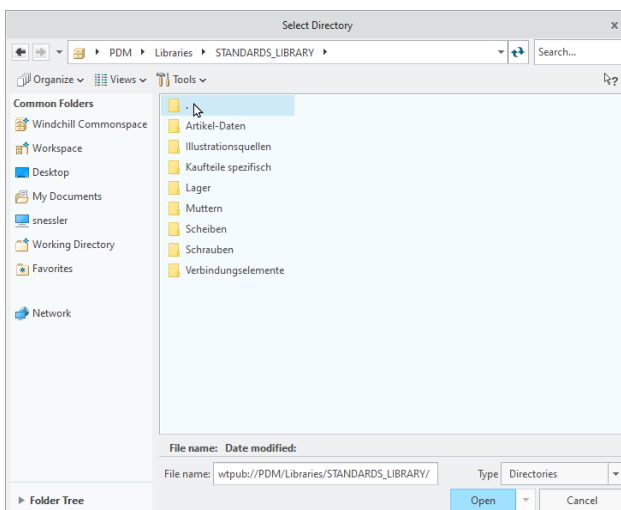 Select Directory
PDM Libraries STANDARDS_LIBRARY Search...
Organize Views Tools
Common Folders
Windchill Commonspace
Workspace
Desktop
My Documents
snessler
Working Directory
Favorites
Network
Folder Tree
.
Artikel-Daten
Illustrationsquellen
Kaufteile spezifisch
Lager
Muttern
Scheiben
Schrauben
Verbindungselemente
File name: Date modified:
File name: wtpub://PDM/Libraries/STANDARDS_LIBRARY/ Type Directories
Open Cancel